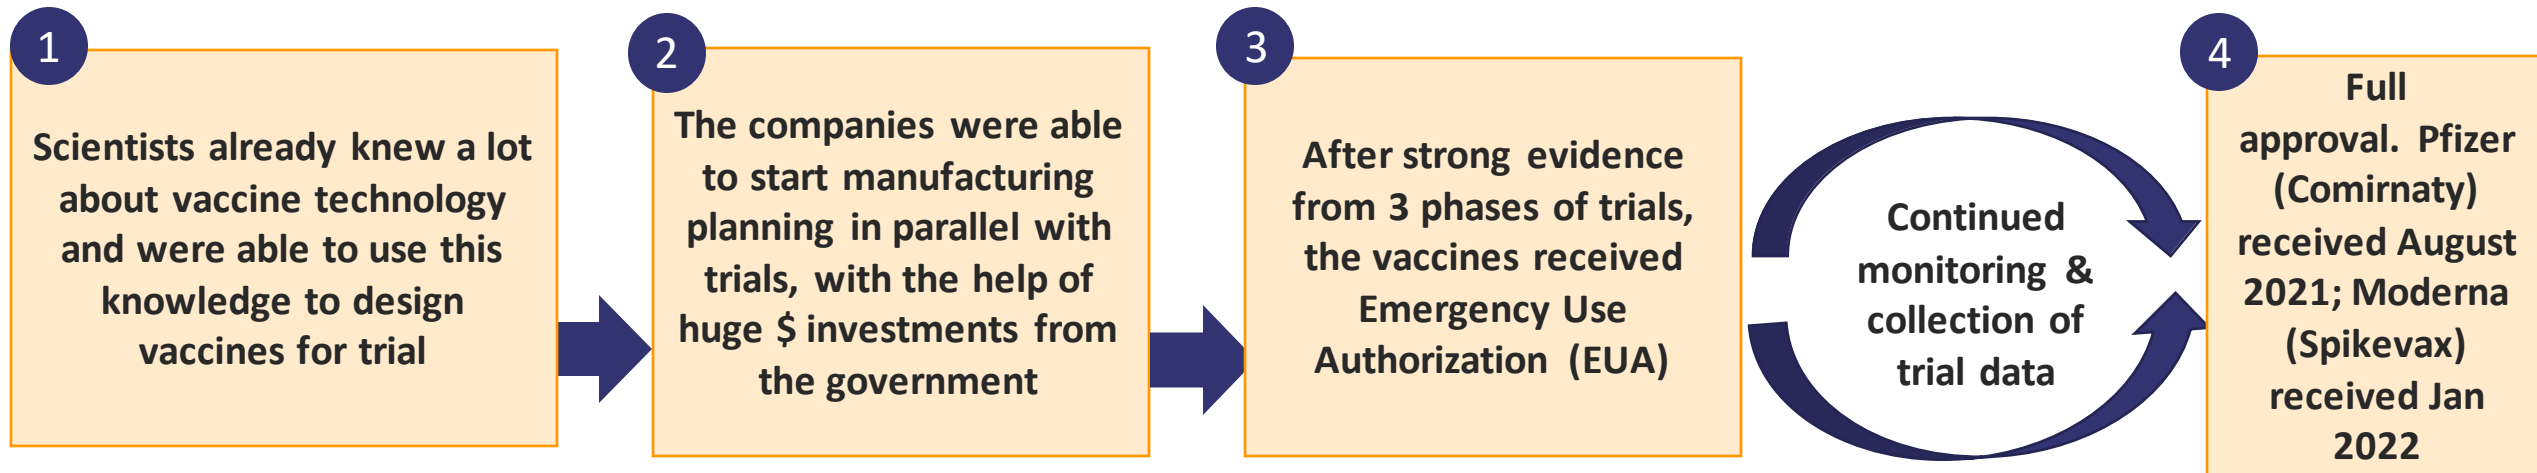 1
Scientists already knew a lot
about vaccine technology
and were able to use this
knowledge to design
vaccines for trial
2
The companies were able
to start manufacturing
planning in parallel with
trials, with the help of
huge $ investments from
the government
3
After strong evidence
from 3 phases of trials,
the vaccines received
Emergency Use
Authorization (EUA)
Continued
monitoring &
collection of
trial data
4
Full
approval. Pfizer
(Comirnaty)
received August
2021; Moderna
(Spikevax)
received Jan
2022